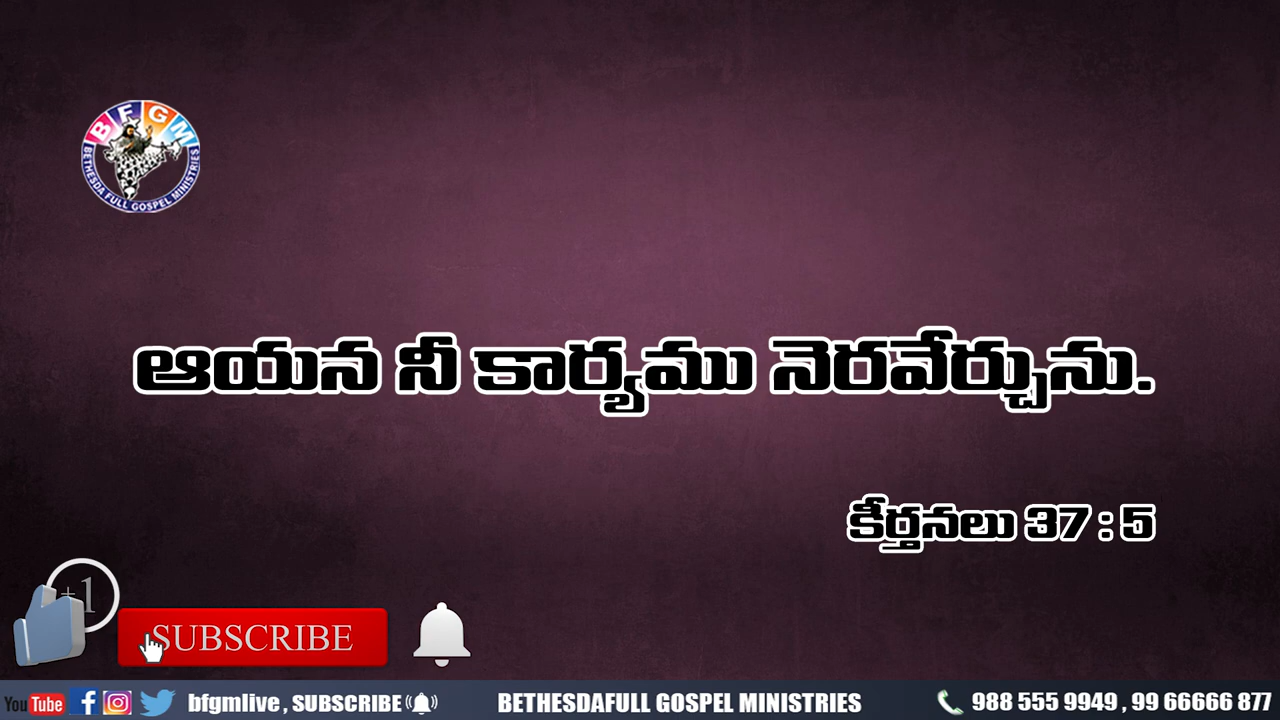 BFGM
BETHESDA FULL GOSPEL MINISTRIES
ఆయన నీ కార్యము నెరవేర్చును.
కీర్తనలు 37 : 5
+1
SUBSCRIBE
YouTube bfgmlive , SUBSCRIBE BETHESDAFULL GOSPEL MINISTRIES 988 555 9949 , 99 66666 877